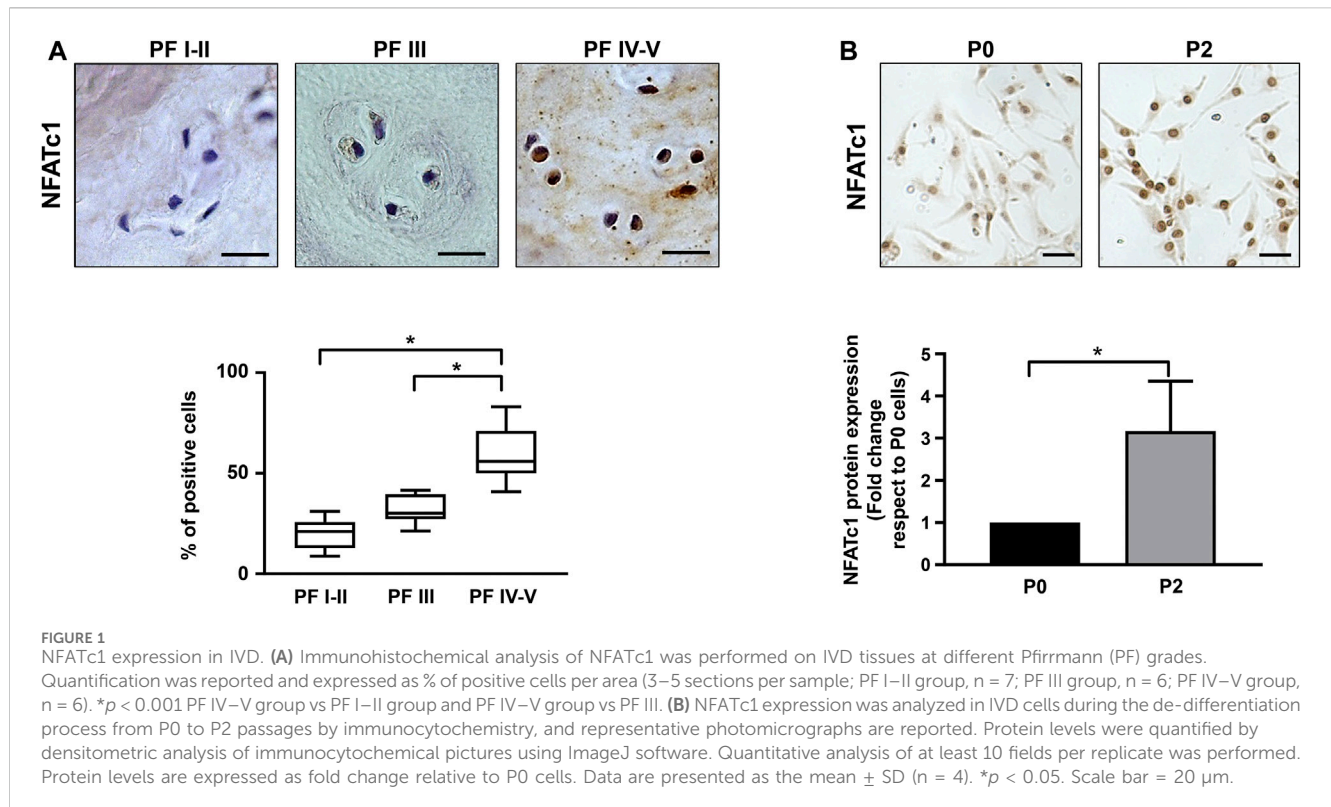 A
PF I-II
PF III
PF IV-V
NFATc1
B
P0
P2
NFATc1
% of positive cells
100
50
0
*
*
PF I-II
PF III
PF IV-V
NFATc1 protein expression
(Fold change
respect to P0 cells)
5
4
3
2
1
0
*
P0
P2
FIGURE 1
NFATc1 expression in IVD. (A) Immunohistochemical analysis of NFATc1 was performed on IVD tissues at different Pfirrmann (PF) grades.
Quantification was reported and expressed as % of positive cells per area (3–5 sections per sample; PF I–II group, n = 7; PF III group, n = 6; PF IV–V group,
n = 6). *p < 0.001 PF IV–V group vs PF I–II group and PF IV–V group vs PF III. (B) NFATc1 expression was analyzed in IVD cells during the de-differentiation
process from P0 to P2 passages by immunocytochemistry, and representative photomicrographs are reported. Protein levels were quantified by
densitometric analysis of immunocytochemical pictures using ImageJ software. Quantitative analysis of at least 10 fields per replicate was performed.
Protein levels are expressed as fold change relative to P0 cells. Data are presented as the mean ± SD (n = 4). *p < 0.05. Scale bar = 20 μm.